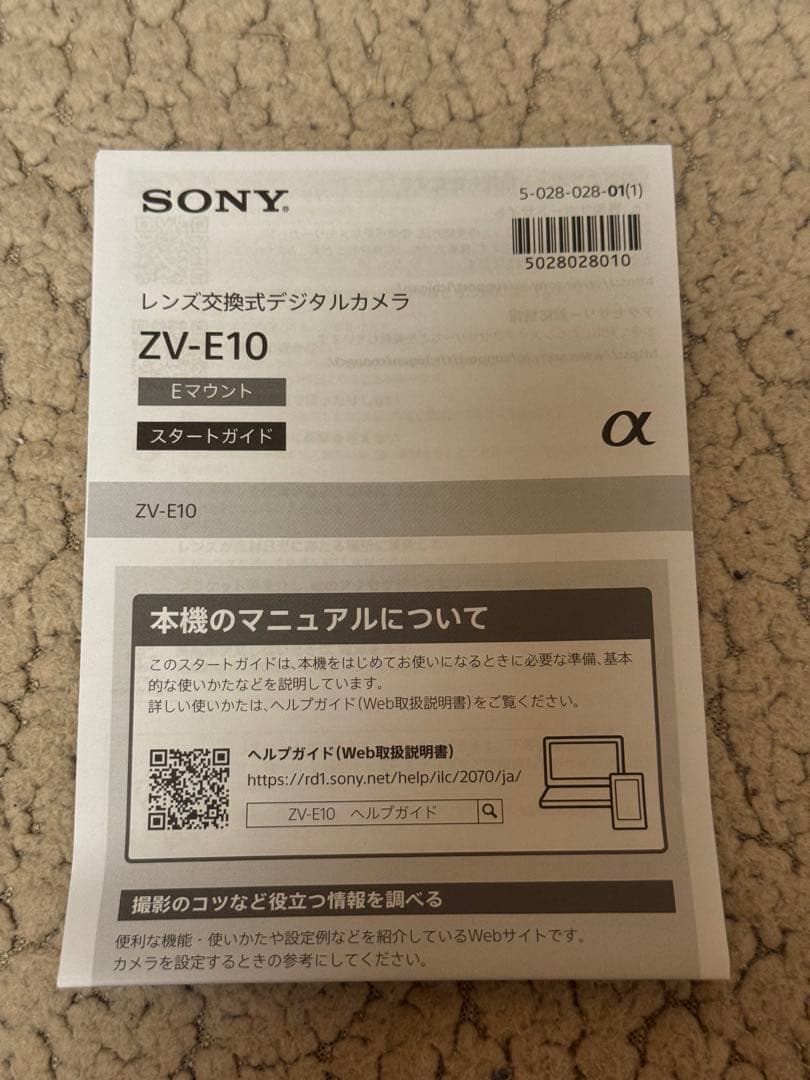 SONY®
5-028-028-01(1)
5028028010
レンズ交換式デジタルカメラ
ZV-E10
Eマウント
スタートガイド
α
ZV-E10
本機のマニュアルについて
このスタートガイドは、本機をはじめてお使いになるときに必要な準備、基本
的な使いかたなどを説明しています。
詳しい使いかたは、ヘルプガイド(Web取扱説明書)をご覧ください。
ヘルプガイド(Web取扱説明書)
https://rd1.sony.net/help/ilc/2070/ja/
ZV-E10 ヘルプガイド
撮影のコツなど役立つ情報を調べる
便利な機能・使いかたや設定例などを紹介しているWebサイトです。
カメラを設定するときの参考にしてください。